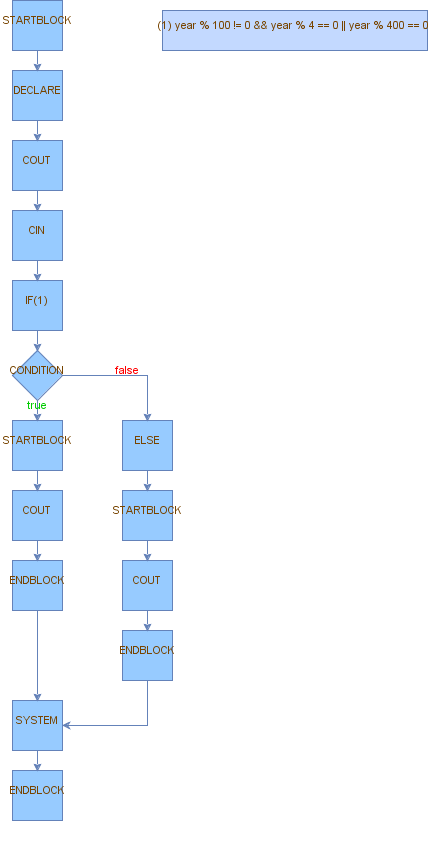 STARTBLOCK
(1) year % 100 != 0 && year % 4 == 0 || year % 400 == 0
DECLARE
COUT
CIN
IF(1)
CONDITION
false
true
STARTBLOCK
ELSE
COUT
STARTBLOCK
ENDBLOCK
COUT
ENDBLOCK
SYSTEM
ENDBLOCK